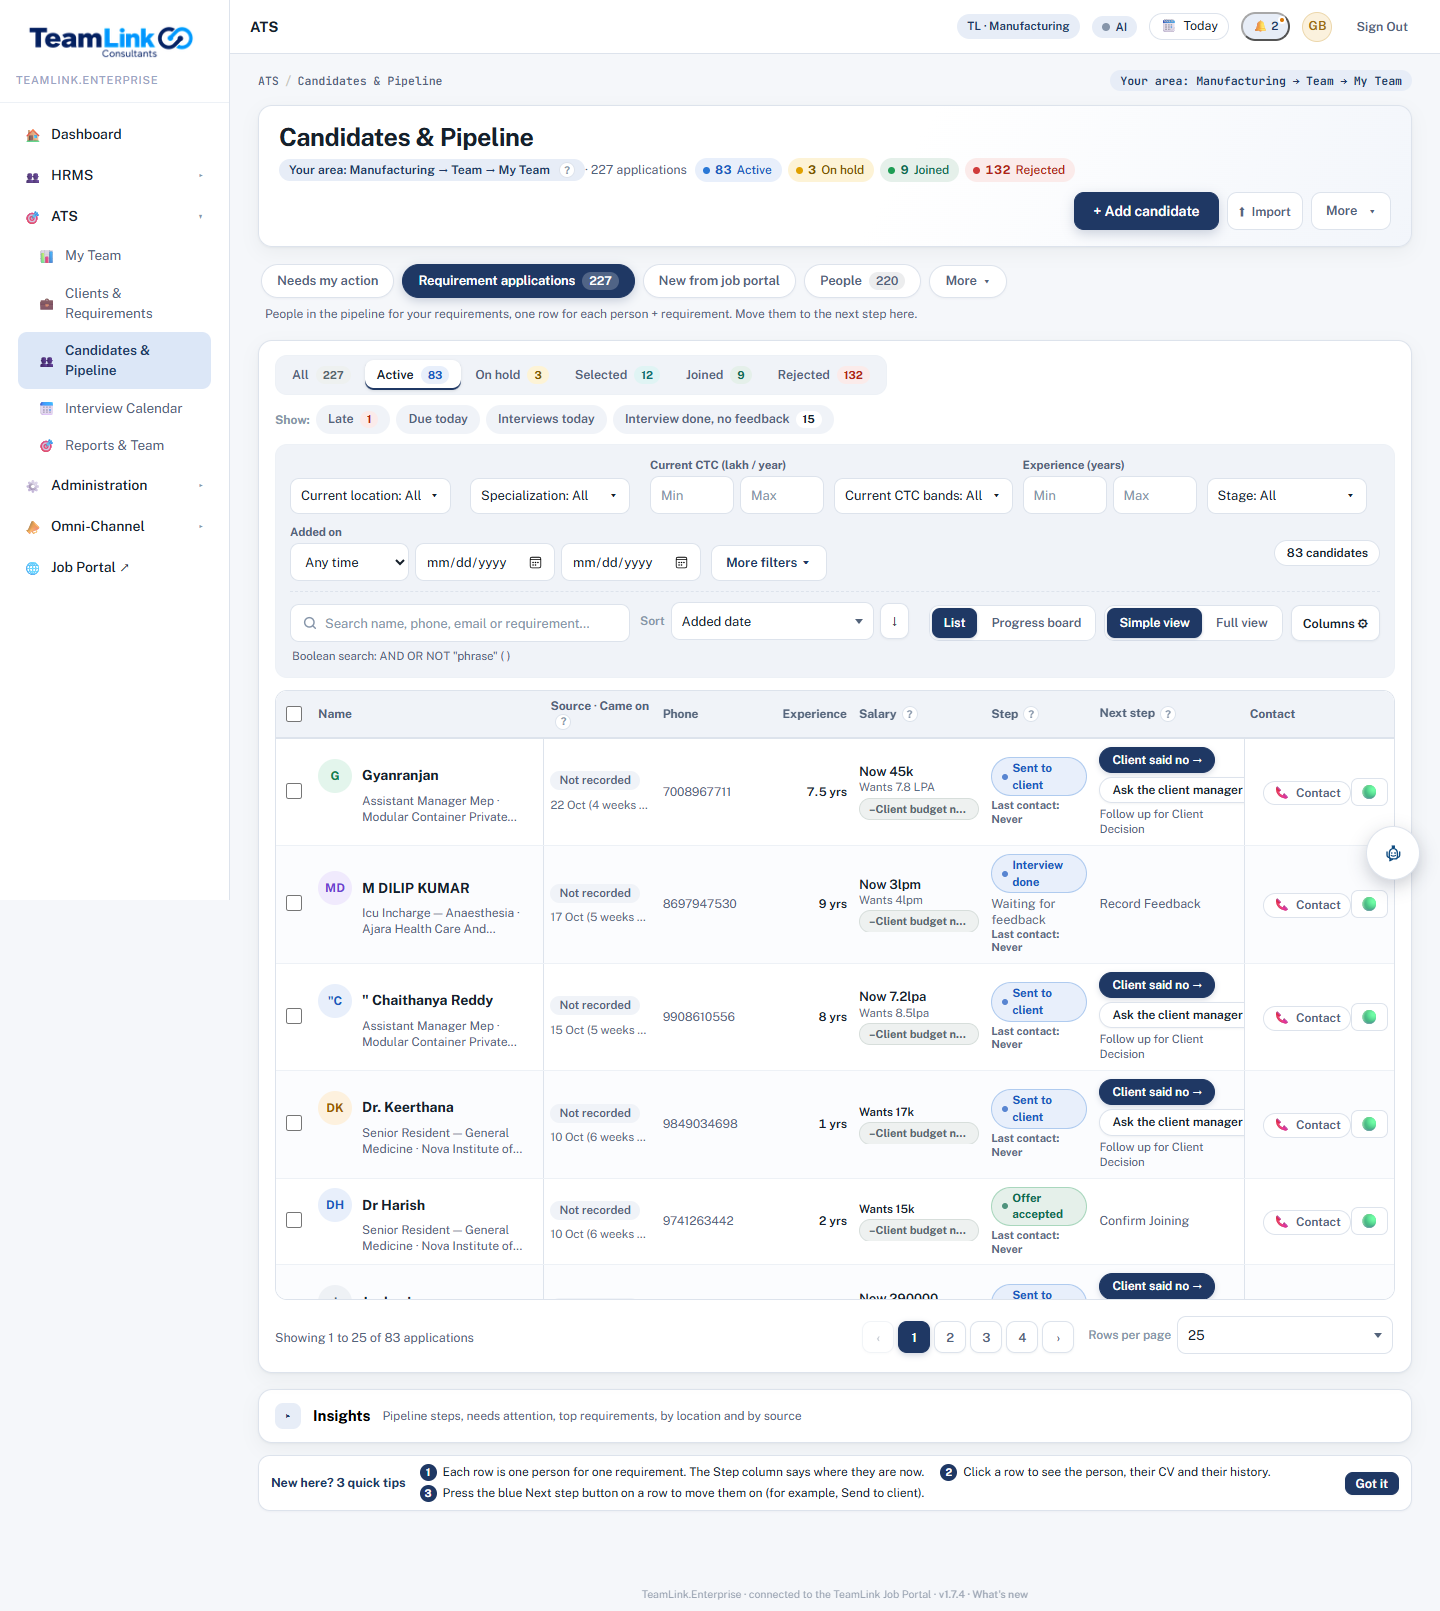 TeamLink
Consultants
TEAMLINK.ENTERPRISE
Dashboard
HRMS
ATS
My Team
Clients &
Requirements
Candidates &
Pipeline
Interview Calendar
Reports & Team
Administration
Omni-Channel
Job Portal ↗
ATS
TL · Manufacturing
AI
Today
2
GB
Sign Out
ATS / Candidates & Pipeline
Your area: Manufacturing → Team → My Team
Candidates & Pipeline
Your area: Manufacturing → Team → My Team ? · 227 applications 83 Active 3 On hold 9 Joined 132 Rejected
+ Add candidate
⬆ Import
More ▾
Needs my action
Requirement applications 227
New from job portal
People 220
More ▾
People in the pipeline for your requirements, one row for each person + requirement. Move them to the next step here.
All 227
Active 83
On hold 3
Selected 12
Joined 9
Rejected 132
Show:
Late 1
Due today
Interviews today
Interview done, no feedback 15
Current CTC (lakh / year)
Experience (years)
Current location: All
Specialization: All
Min
Max
Current CTC bands: All
Min
Max
Stage: All
Added on
Any time
mm/dd/yyyy
mm/dd/yyyy
More filters ▾
83 candidates
Search name, phone, email or requirement...
Sort
Added date
↓
List
Progress board
Simple view
Full view
Columns ⚙
Boolean search: AND OR NOT "phrase" ( )
Name
Source · Came on
?
Phone
Experience
Salary ?
Step ?
Next step ?
Contact
G
Gyanranjan
Assistant Manager Mep ·
Modular Container Private...
Not recorded
22 Oct (4 weeks ...
7008967711
7.5 yrs
Now 45k
Wants 7.8 LPA
–Client budget n...
Sent to
client
Last contact:
Never
Client said no →
Ask the client manager
Follow up for Client
Decision
Contact
MD
M DILIP KUMAR
Icu Incharge — Anaesthesia ·
Ajara Health Care And...
Not recorded
17 Oct (5 weeks ...
8697947530
9 yrs
Now 3lpm
Wants 4lpm
–Client budget n...
Interview
done
Waiting for
feedback
Last contact:
Never
Record Feedback
Contact
"C
" Chaithanya Reddy
Assistant Manager Mep ·
Modular Container Private...
Not recorded
15 Oct (5 weeks ...
9908610556
8 yrs
Now 7.2lpa
Wants 8.5lpa
–Client budget n...
Sent to
client
Last contact:
Never
Client said no →
Ask the client manager
Follow up for Client
Decision
Contact
DK
Dr. Keerthana
Senior Resident — General
Medicine · Nova Institute of...
Not recorded
10 Oct (6 weeks ...
9849034698
1 yrs
Wants 17k
–Client budget n...
Sent to
client
Last contact:
Never
Client said no →
Ask the client manager
Follow up for Client
Decision
Contact
DH
Dr Harish
Senior Resident — General
Medicine · Nova Institute of...
Not recorded
10 Oct (6 weeks ...
9741263442
2 yrs
Wants 15k
–Client budget n...
Offer
accepted
Last contact:
Never
Confirm Joining
Contact
Now 290000
Sent to
Client said no →
Showing 1 to 25 of 83 applications
‹
1
2
3
4
›
Rows per page
25
Insights
Pipeline steps, needs attention, top requirements, by location and by source
New here? 3 quick tips
1 Each row is one person for one requirement. The Step column says where they are now.
2 Click a row to see the person, their CV and their history.
3 Press the blue Next step button on a row to move them on (for example, Send to client).
Got it
TeamLink.Enterprise · connected to the TeamLink Job Portal · v1.7.4 · What's new